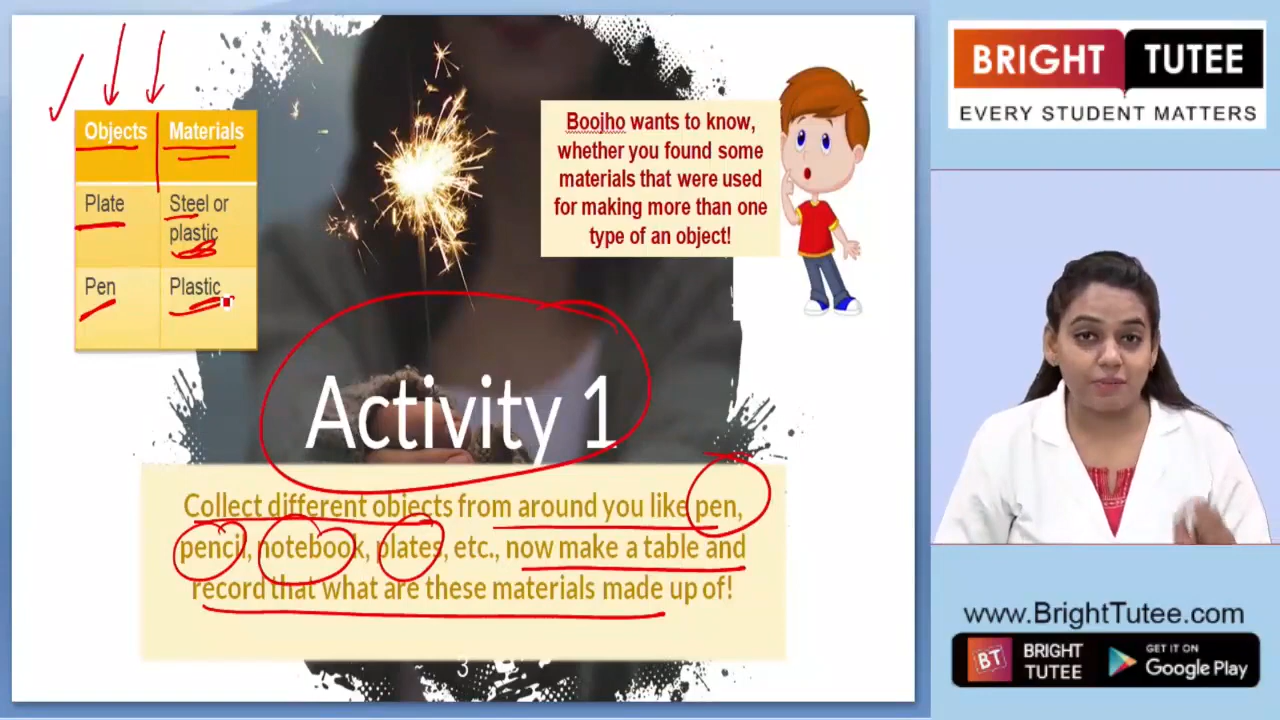 Objects Materials
Plate Steel or
plastic
Pen Plastic
Boojho wants to know,
whether you found some
materials that were used
for making more than one
type of an object!
Activity 1
Collect different objects from around you like pen,
pencil, notebook, plates, etc., now make a table and
record that what are these materials made up of!
3
BRIGHT TUTEE
EVERY STUDENT MATTERS
www.BrightTutee.com
BT BRIGHT
TUTEE
GET IT ON
Google Play